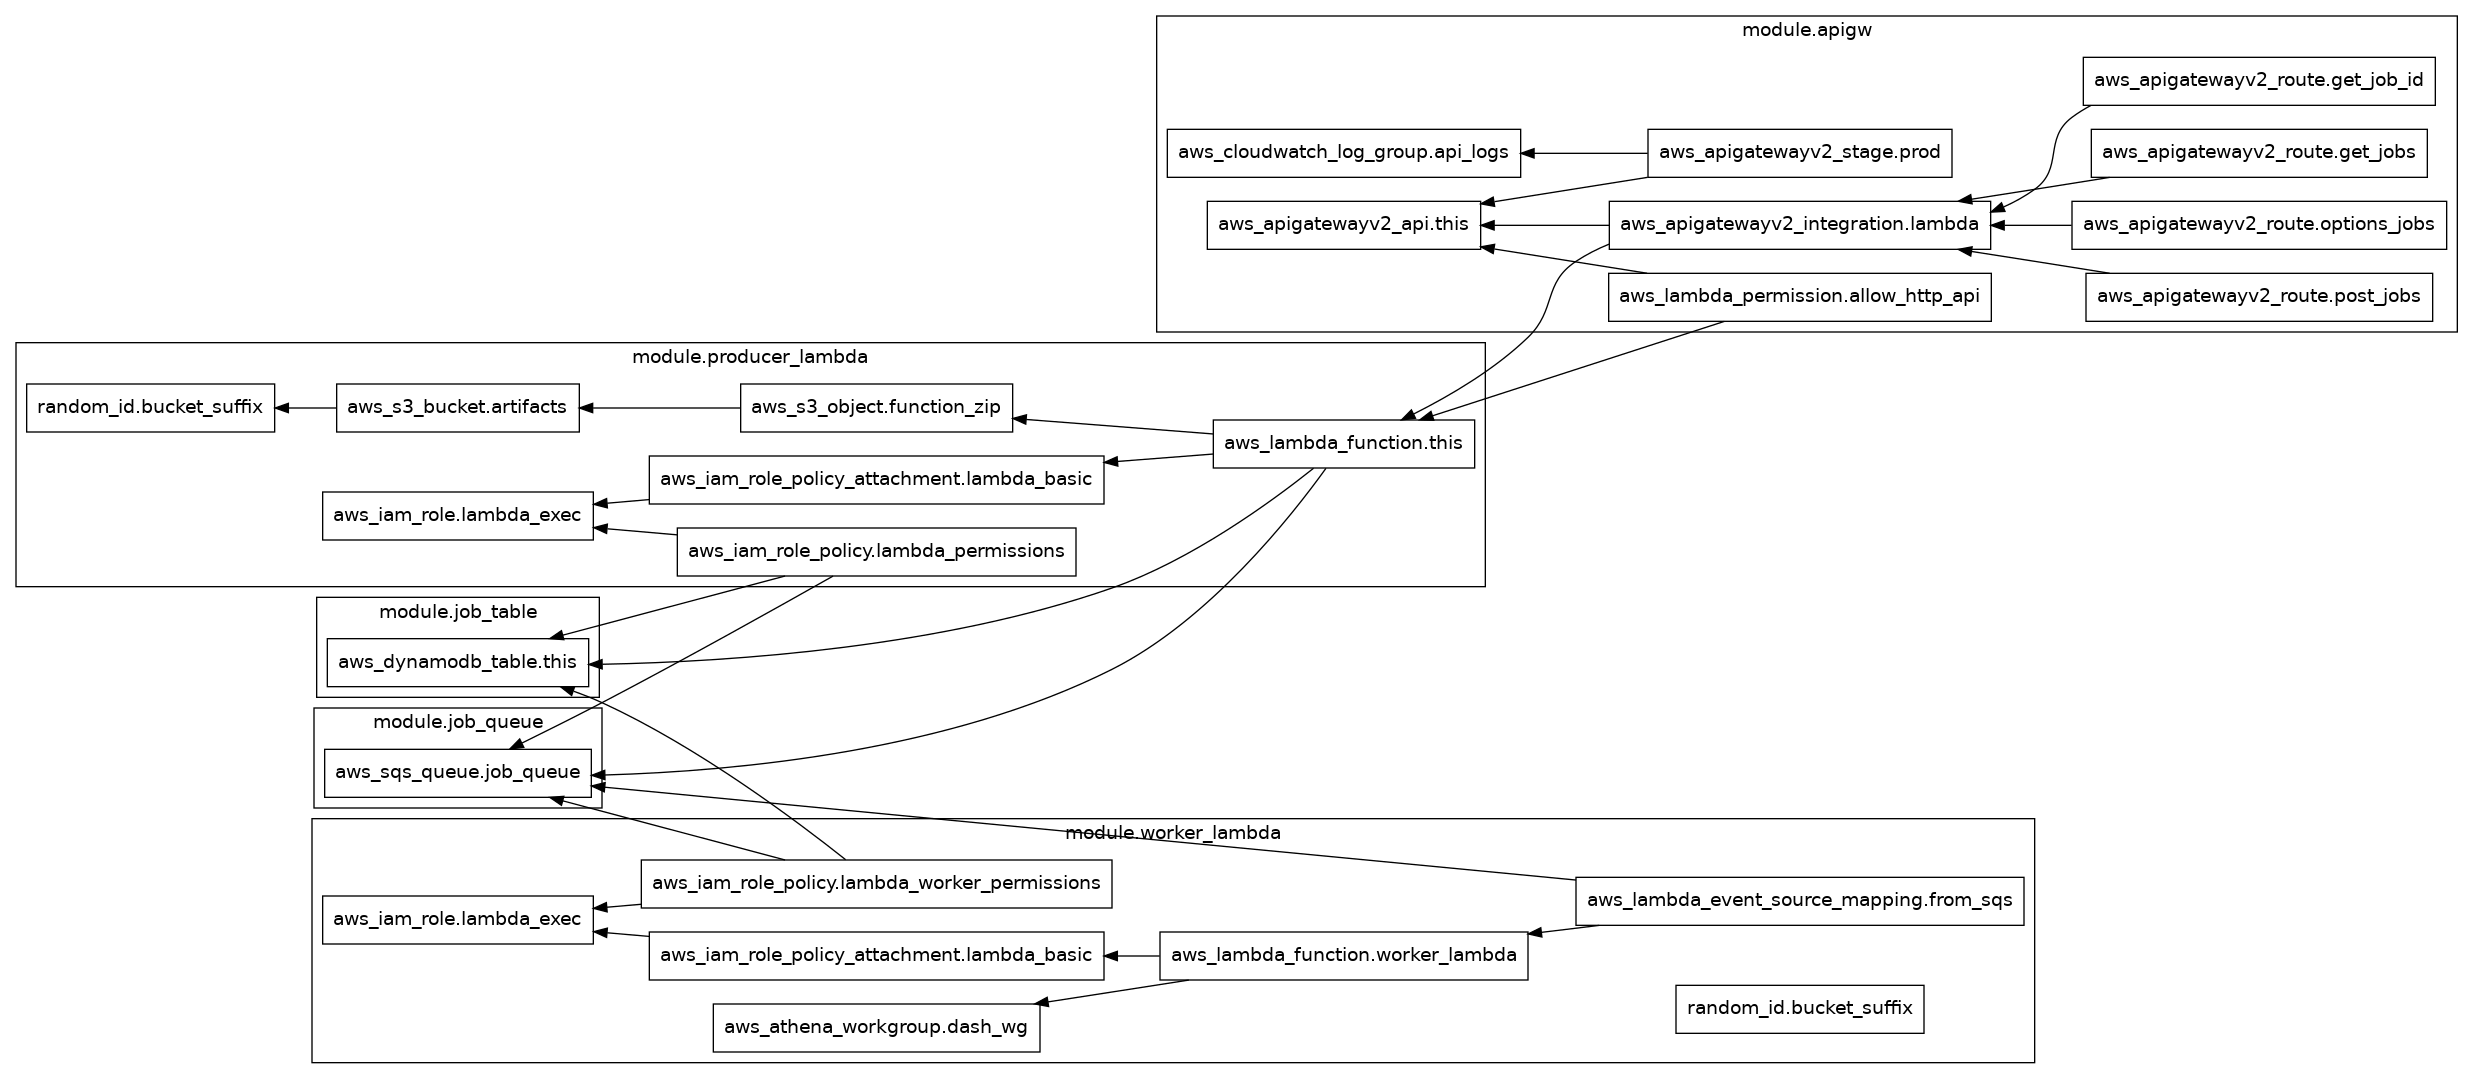 module.apigw
aws_apigatewayv2_route.get_job_id
aws_cloudwatch_log_group.api_logs
aws_apigatewayv2_stage.prod
aws_apigatewayv2_route.get_jobs
aws_apigatewayv2_api.this
aws_apigatewayv2_integration.lambda
aws_apigatewayv2_route.options_jobs
aws_lambda_permission.allow_http_api
aws_apigatewayv2_route.post_jobs
module.producer_lambda
random_id.bucket_suffix
aws_s3_bucket.artifacts
aws_s3_object.function_zip
aws_lambda_function.this
aws_iam_role_policy_attachment.lambda_basic
aws_iam_role.lambda_exec
aws_iam_role_policy.lambda_permissions
module.job_table
aws_dynamodb_table.this
module.job_queue
aws_sqs_queue.job_queue
module.worker_lambda
aws_iam_role_policy.lambda_worker_permissions
aws_lambda_event_source_mapping.from_sqs
aws_iam_role.lambda_exec
aws_iam_role_policy_attachment.lambda_basic
aws_lambda_function.worker_lambda
random_id.bucket_suffix
aws_athena_workgroup.dash_wg